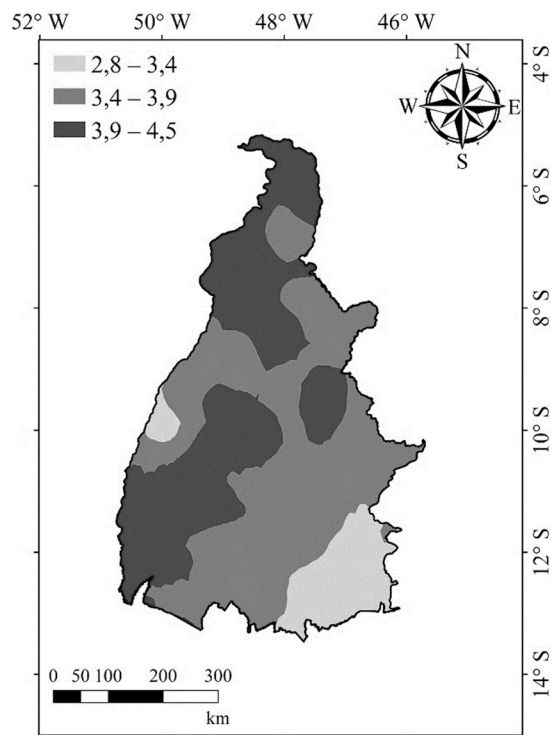 52° W 50° W 48° W 46° W
2,8 – 3,4
3,4 – 3,9
3,9 – 4,5
N
W E
S
4° S
6° S
8° S
10° S
12° S
14° S
0 50 100 200 300
km